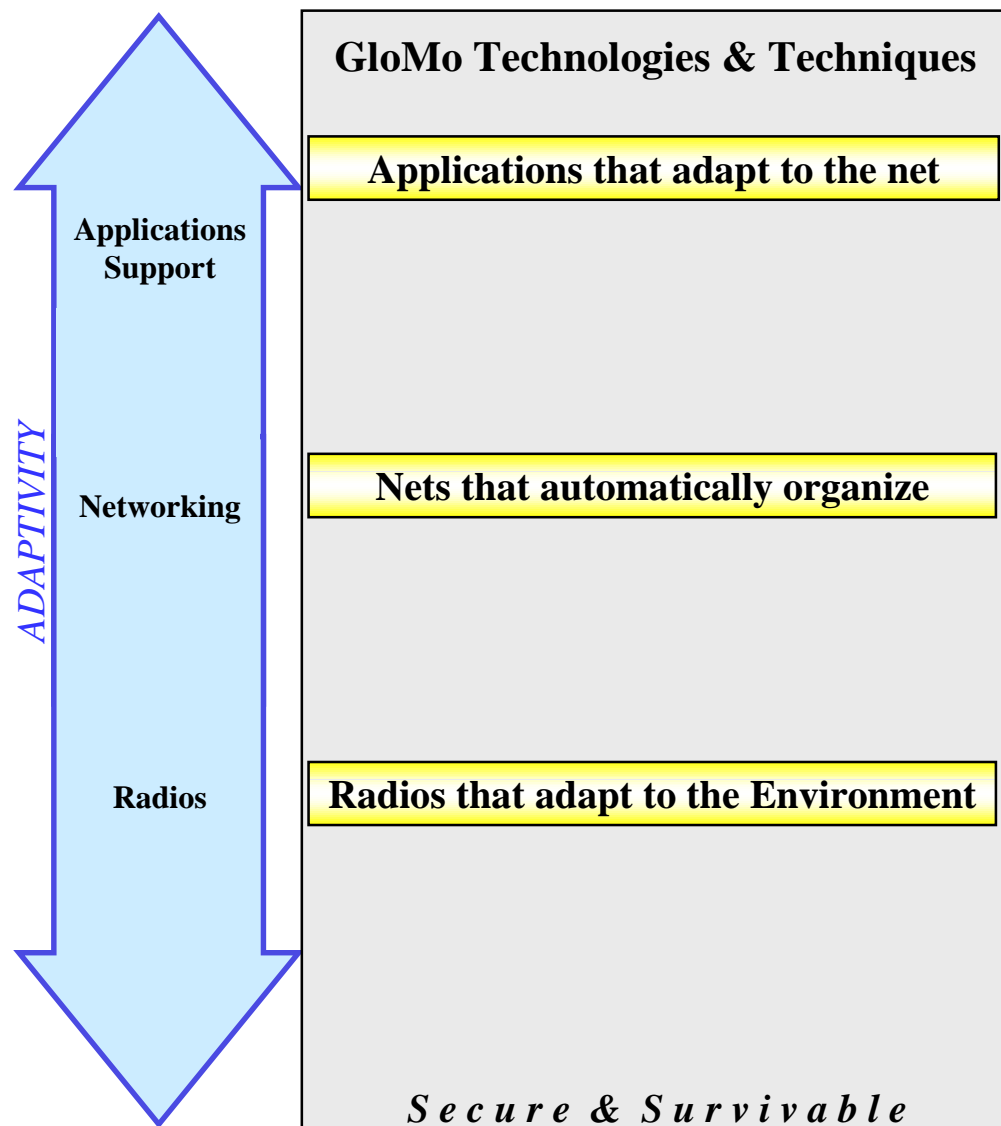 GloMo Technologies & Techniques
Applications that adapt to the net
Applications
Support
ADAPTIVITY
Networking
Nets that automatically organize
Radios
Radios that adapt to the Environment
Secure & Survivable